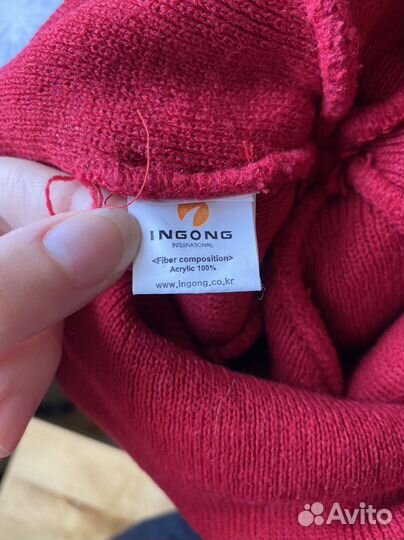 INGONG
INTERNATIONAL
<Fiber composition>
Acrylic 100%
www.ingong.co.kr
Avito